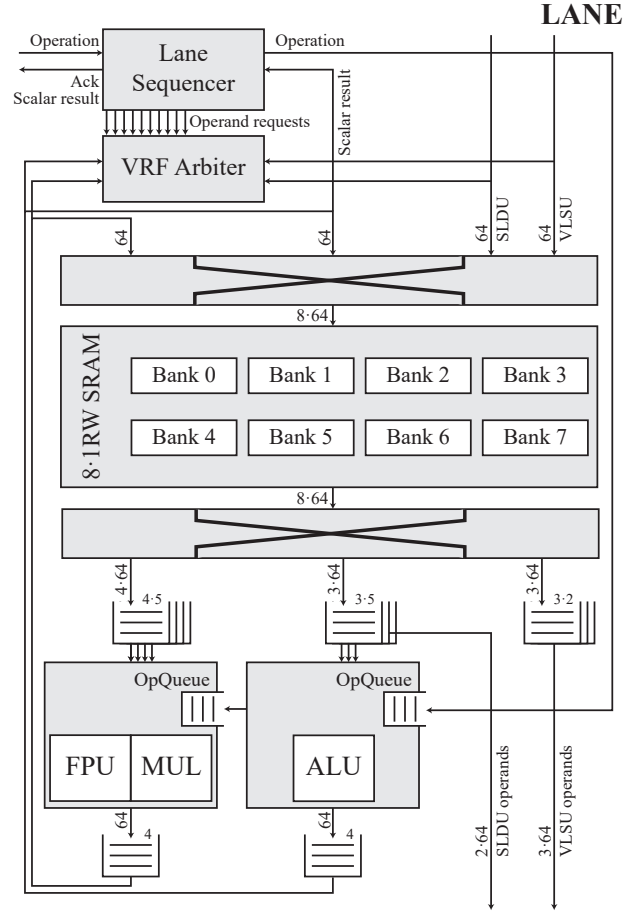 LANE
Operation
Lane
Sequencer
Operation
Ack
Scalar result
Operand requests
Scalar result
VRF Arbiter
64
64
64
SLDU
64
VLSU
8·64
8·1RW SRAM
Bank 0
Bank 1
Bank 2
Bank 3
Bank 4
Bank 5
Bank 6
Bank 7
8·64
4·64
3·64
3·64
4·5
3·5
3·2
OpQueue
OpQueue
FPU
MUL
ALU
64
4
64
4
2·64
SLDU operands
3·64
VLSU operands